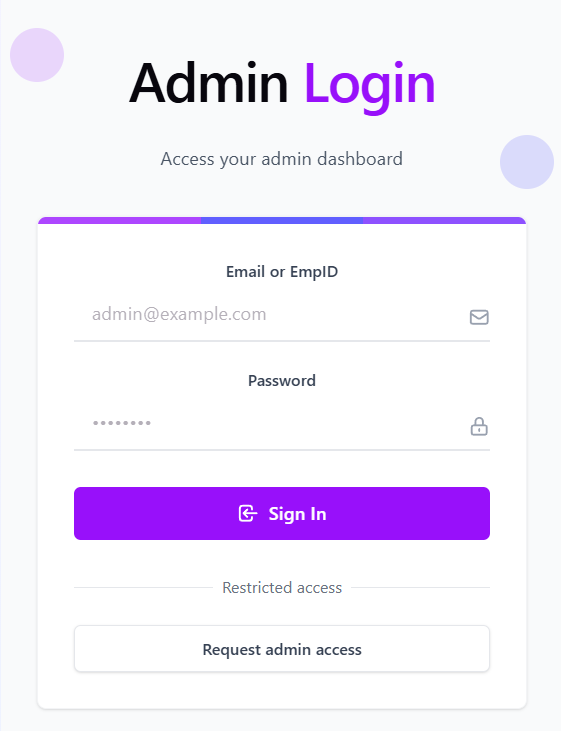 Admin Login
Access your admin dashboard
Email or EmpID
admin@example.com
Password
••••••••
Sign In
Restricted access
Request admin access